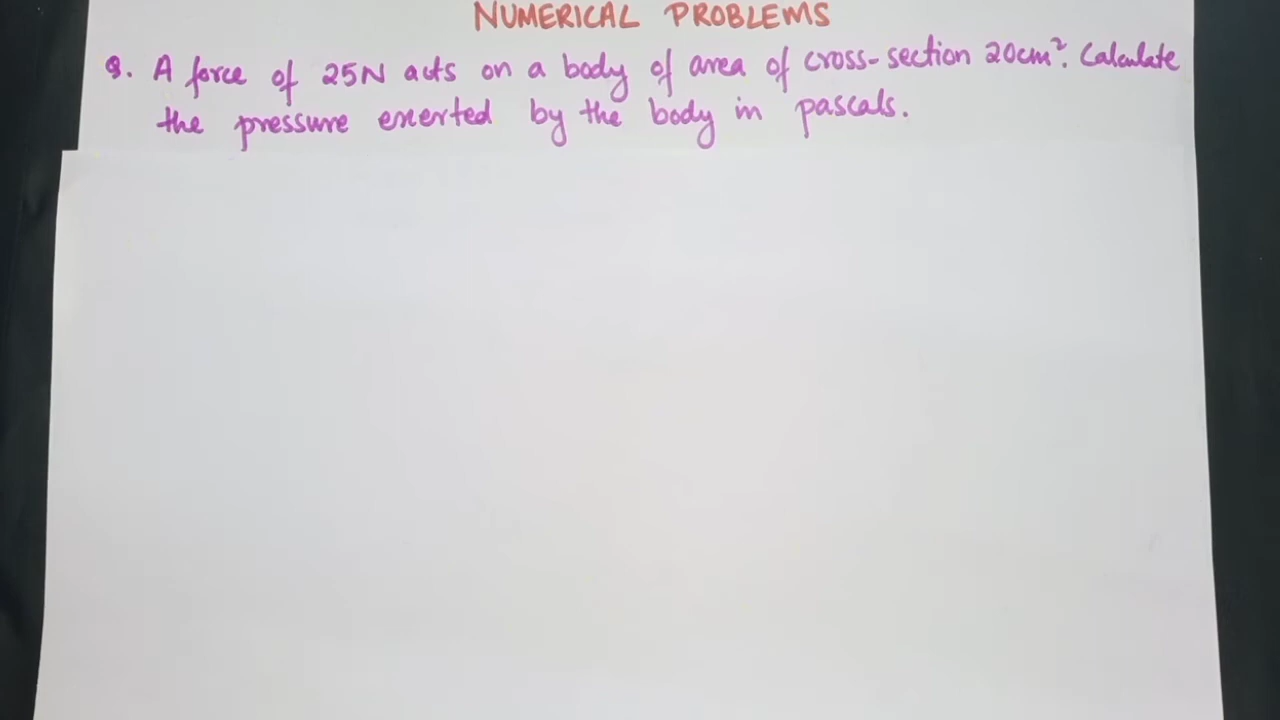 NUMERICAL PROBLEMS
Q. A force of 25N acts on a body of area of cross-section 20cm². Calculate
the pressure exerted by the body in pascals.